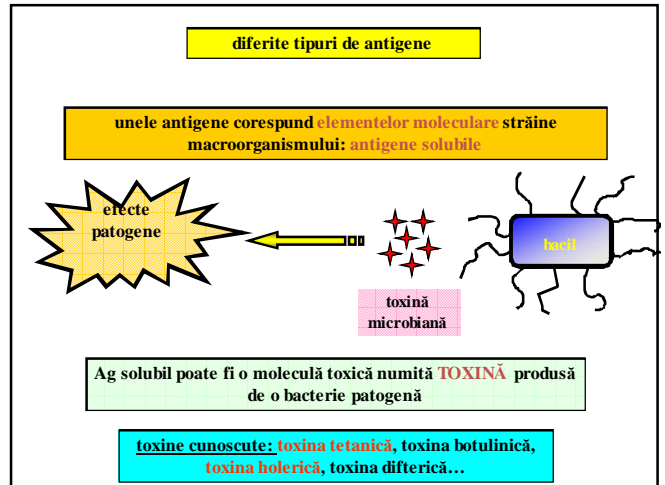 diferite tipuri de antigene
unele antigene corespund elementelor moleculare străine
macroorganismului: antigene solubile
efecte
patogene
bacil
toxină
microbiană
Ag solubil poate fi o moleculă toxică numită TOXINĂ produsă
de o bacterie patogenă
toxine cunoscute: toxina tetanică, toxina botulinică,
toxina holerică, toxina difterică…